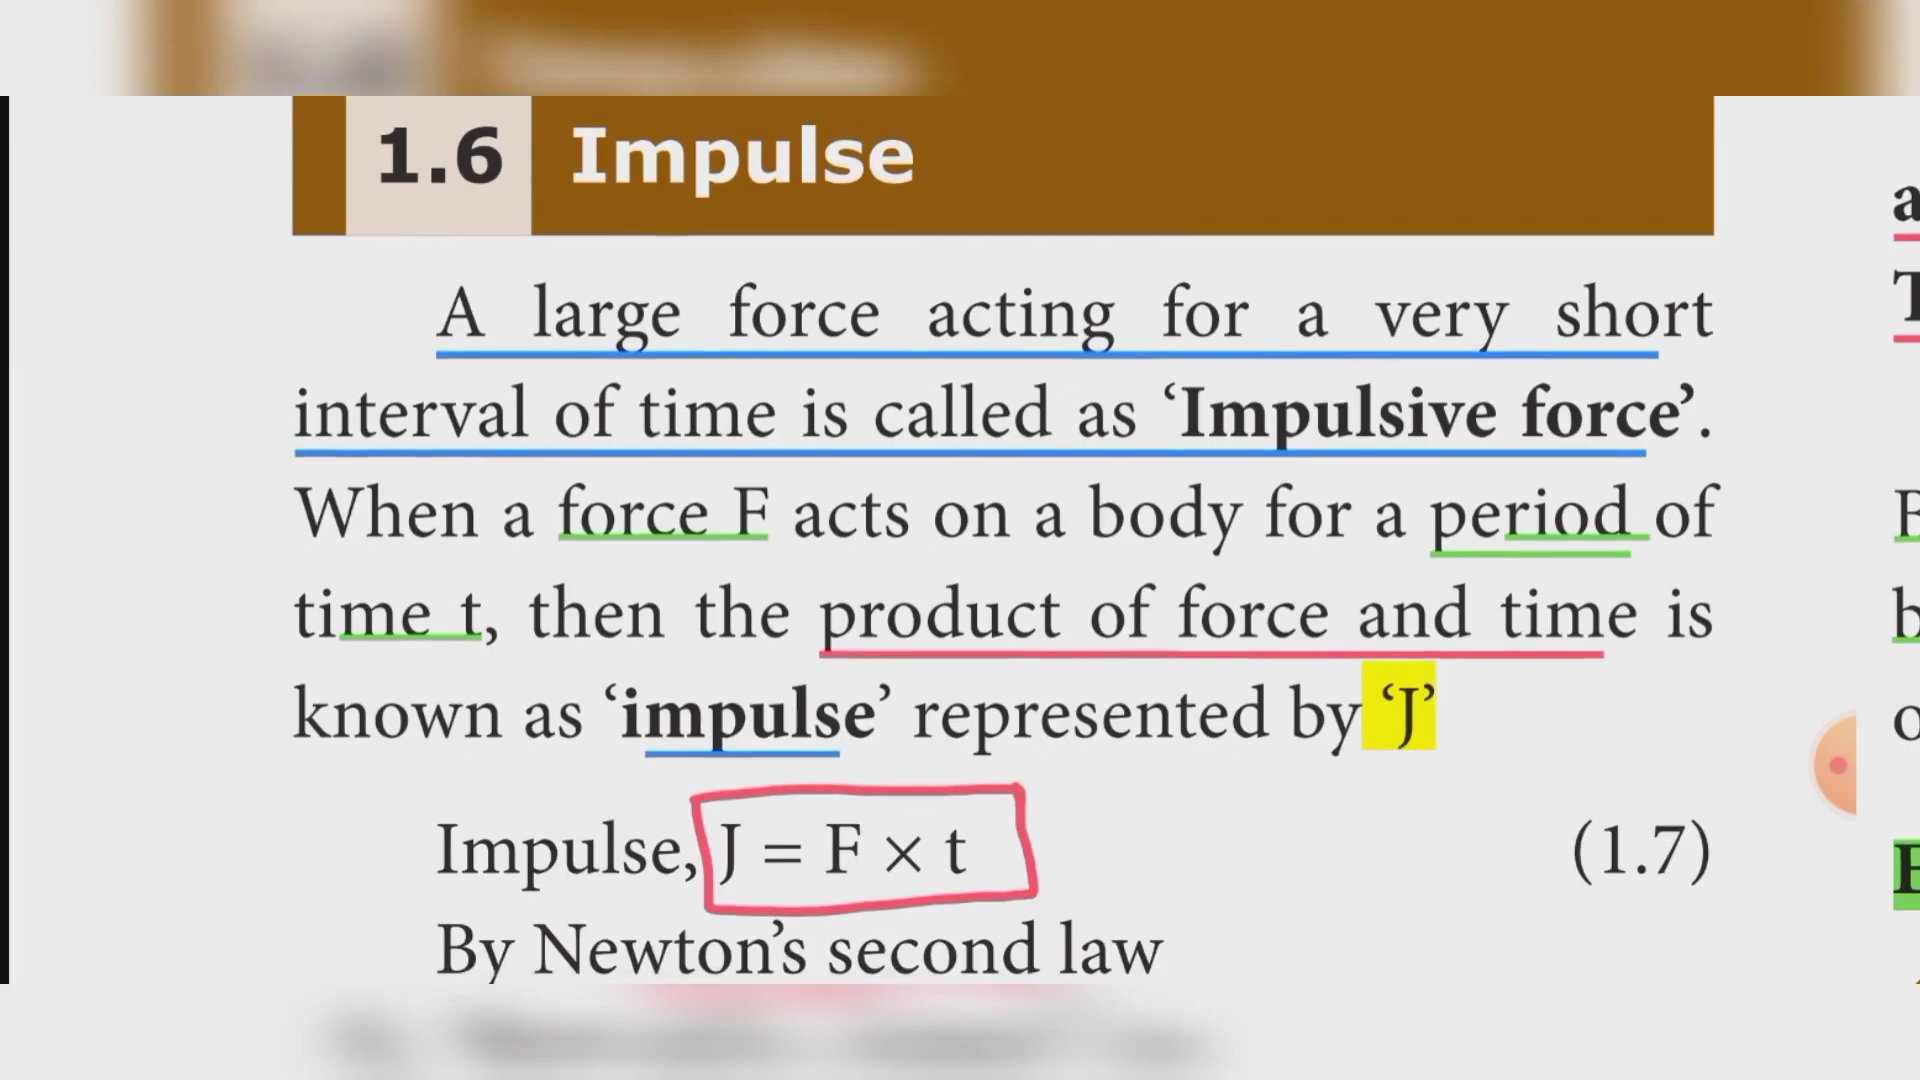 1.6 Impulse
A large force acting for a very short
interval of time is called as ‘Impulsive force’.
When a force F acts on a body for a period of
time t, then the product of force and time is
known as ‘impulse’ represented by ‘J’
Impulse, J = F × t (1.7)
By Newton’s second law